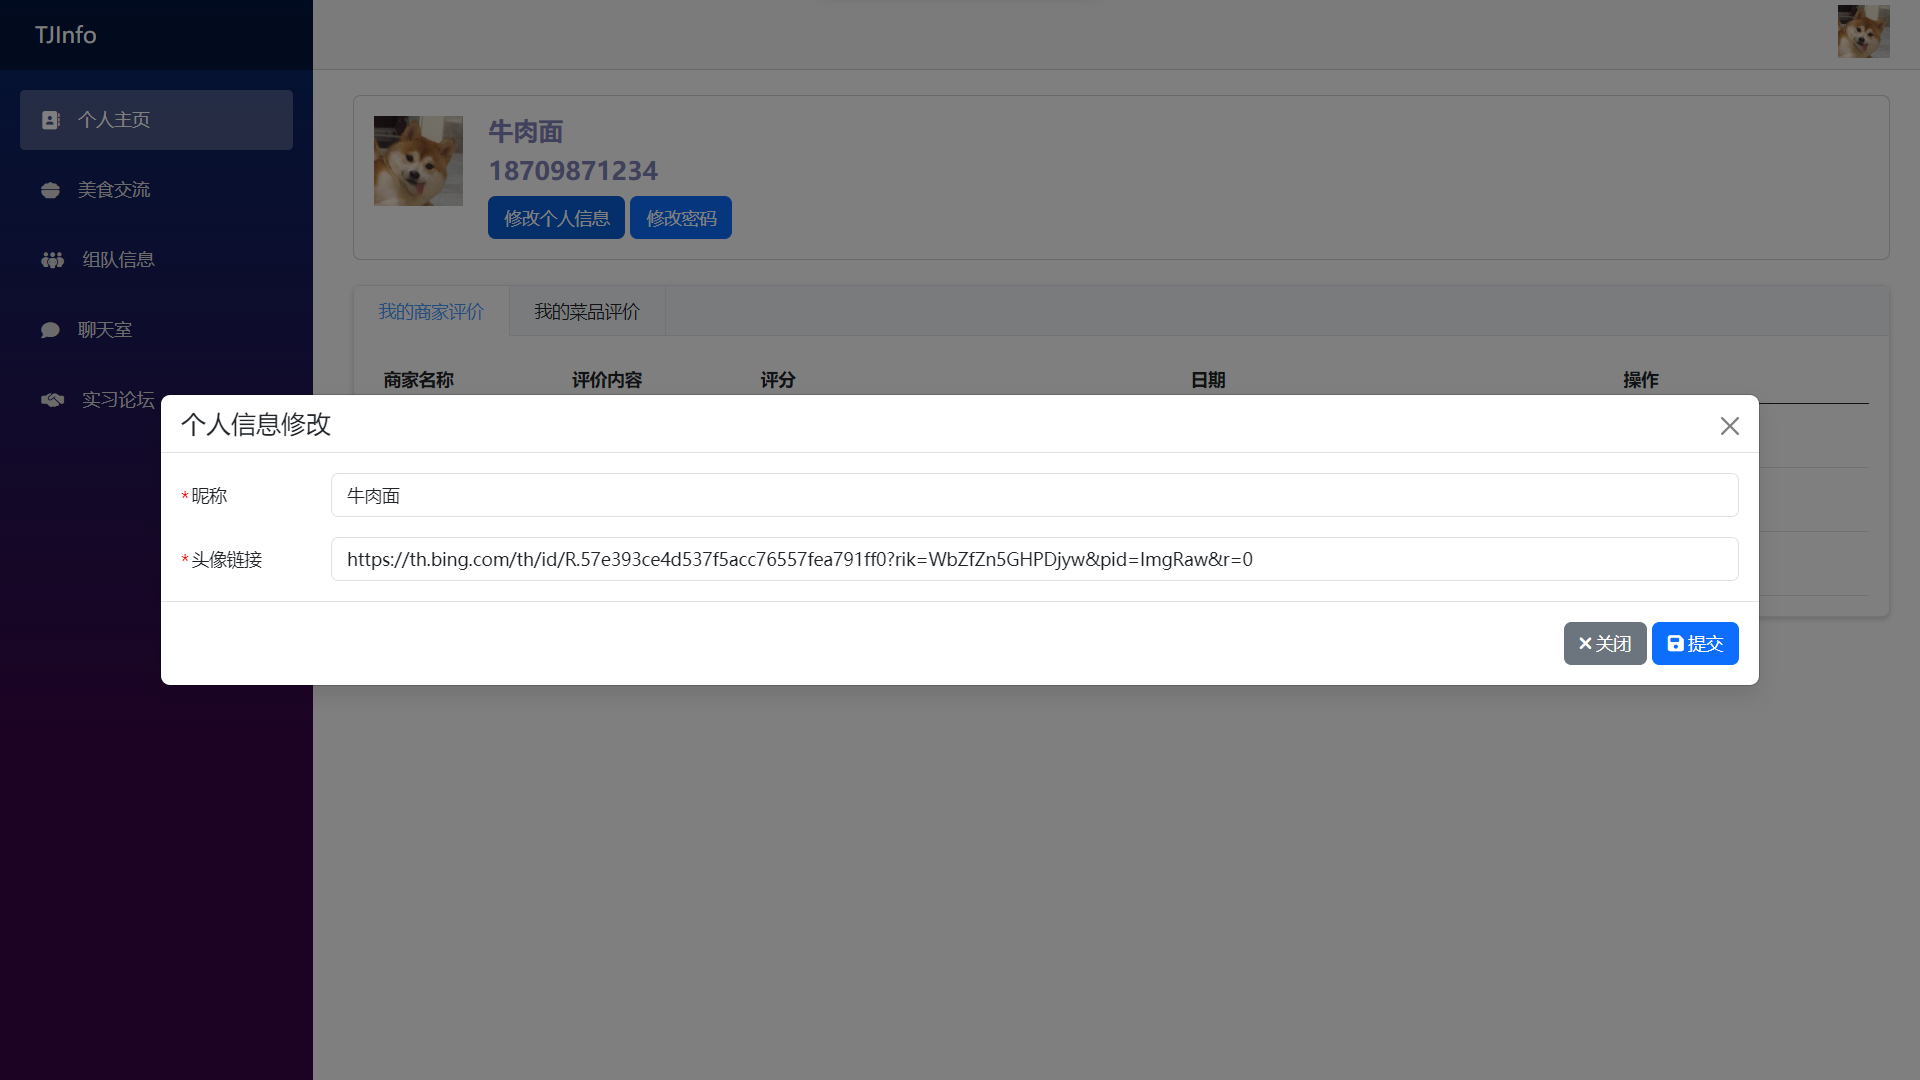 TJInfo
个人主页
美食交流
组队信息
聊天室
实习论坛
牛肉面
18709871234
修改个人信息 修改密码
我的商家评价 我的菜品评价
商家名称 评价内容 评分 日期 操作
个人信息修改
*昵称 牛肉面
*头像链接 https://th.bing.com/th/id/R.57e393ce4d537f5acc76557fea791ff0?rik=WbZfZn5GHPDjyw&pid=ImgRaw&r=0
关闭 提交